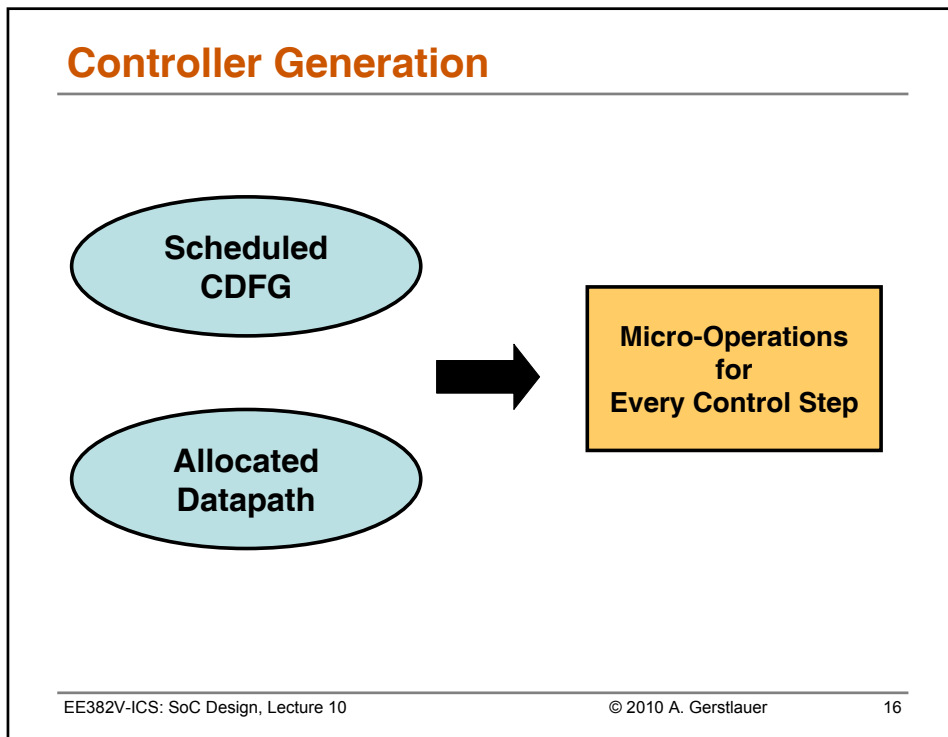 Controller Generation
Scheduled
CDFG
Allocated
Datapath
Micro-Operations
for
Every Control Step
EE382V-ICS: SoC Design, Lecture 10
© 2010 A. Gerstlauer
16